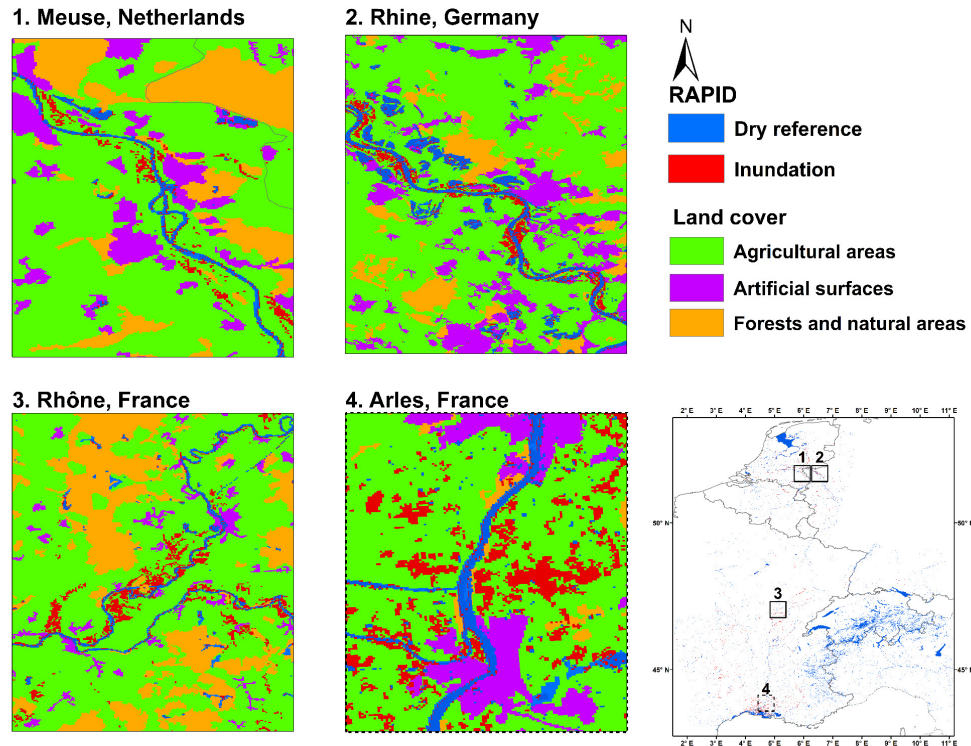 1. Meuse, Netherlands
2. Rhine, Germany
N
RAPID
Dry reference
Inundation
Land cover
Agricultural areas
Artificial surfaces
Forests and natural areas
3. Rhône, France
4. Arles, France
2° E 3° E 4° E 5° E 6° E 7° E 8° E 9° E 10° E 11° E
1 2
50° N 50° N
3
45° N 45° N
4
2° E 3° E 4° E 5° E 6° E 7° E 8° E 9° E 10° E 11° E